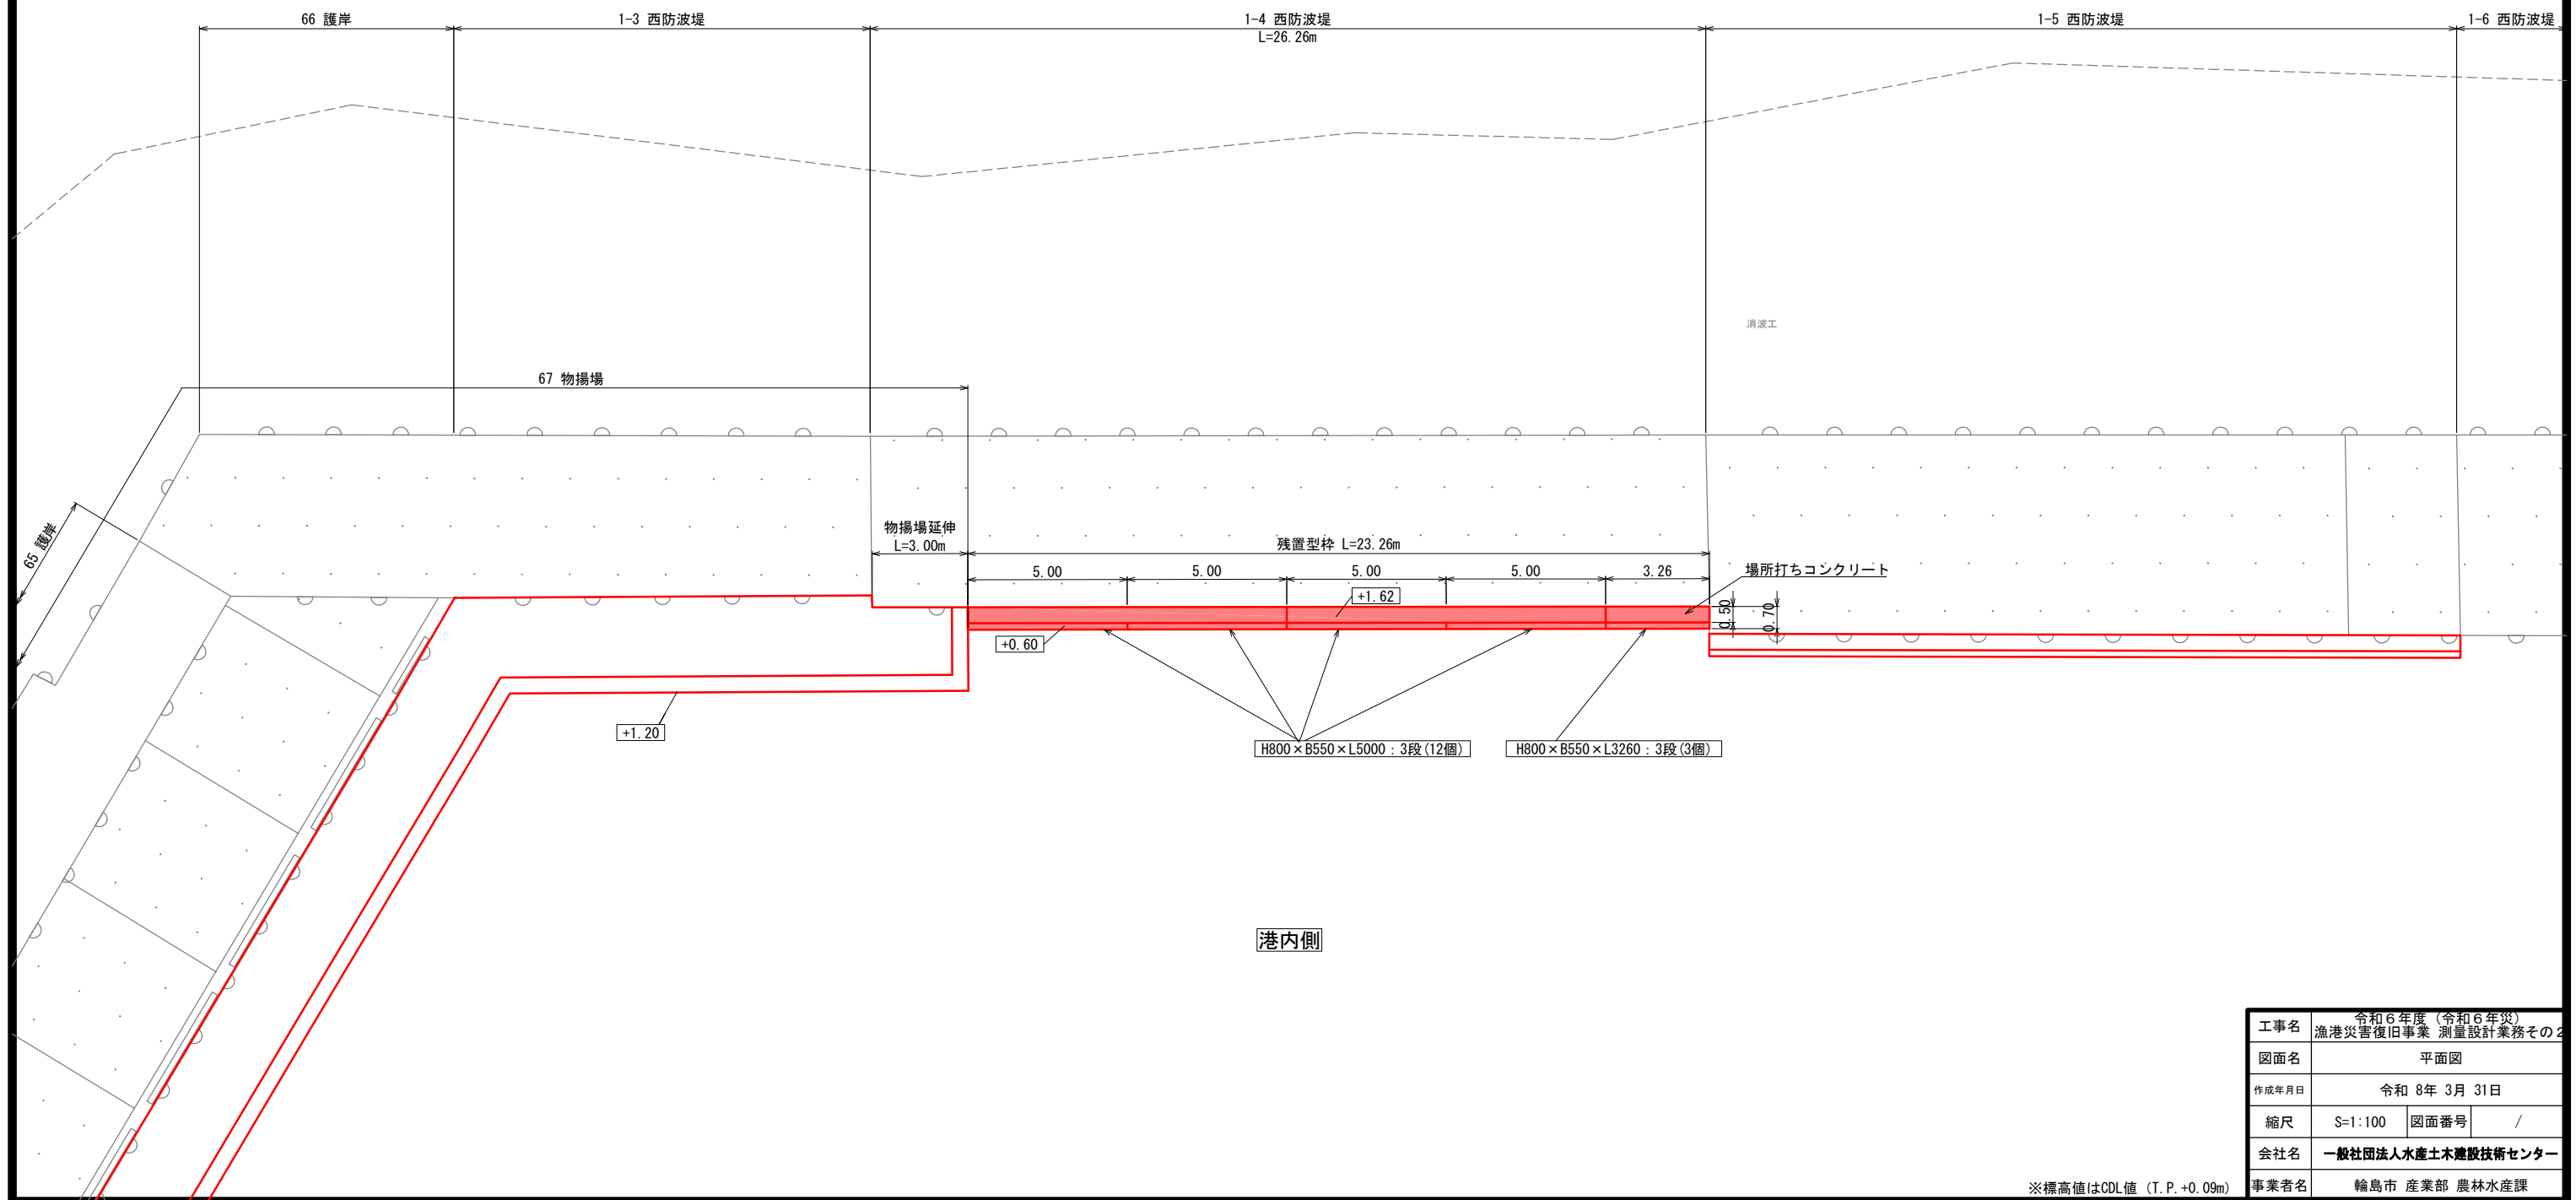 66 護岸
1-3 西防波堤
1-4 西防波堤
L=26.26m
1-5 西防波堤
1-6 西防波堤
消波工
67 物揚場
65 護岸
物揚場延伸
L=3.00m
残置型枠 L=23.26m
5.00
5.00
5.00
5.00
3.26
場所打ちコンクリート
+1.62
0.50
0.70
+0.60
+1.20
H800×B550×L5000：3段(12個)
H800×B550×L3260：3段(3個)
港内側
工事名
令和６年度（令和６年災）
漁港災害復旧事業 測量設計業務その２
図面名
平面図
作成年月日
令和 8年 3月 31日
縮尺
S=1:100
図面番号
/
会社名
一般社団法人水産土木建設技術センター
事業者名
輪島市 産業部 農林水産課
※標高値はCDL値（T.P.+0.09m）